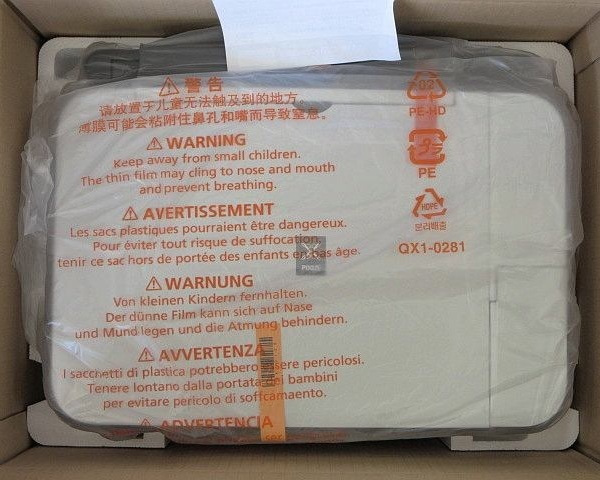 警告
请放置于儿童无法触及到的地方。
薄膜可能会粘附住鼻孔和嘴而导致窒息。
WARNING
Keep away from small children.
The thin film may cling to nose and mouth
and prevent breathing.
AVERTISSEMENT
Les sacs plastiques pourraient être dangereux.
Pour éviter tout risque de suffocation,
tenir ce sac hors de portée des enfants en bas âge.
WARNUNG
Von kleinen Kindern fernhalten.
Der dünne Film kann sich auf Nase
und Mund legen und die Atmung behindern.
AVVERTENZA
I sacchetti di plastica potrebbero essere pericolosi.
Tenere lontano dalla portata dei bambini
per evitare pericolo di soffocamento.
ADVERTENCIA
02
PE-HD
PE
HDPE
분리배출
QX1-0281
PIXUS